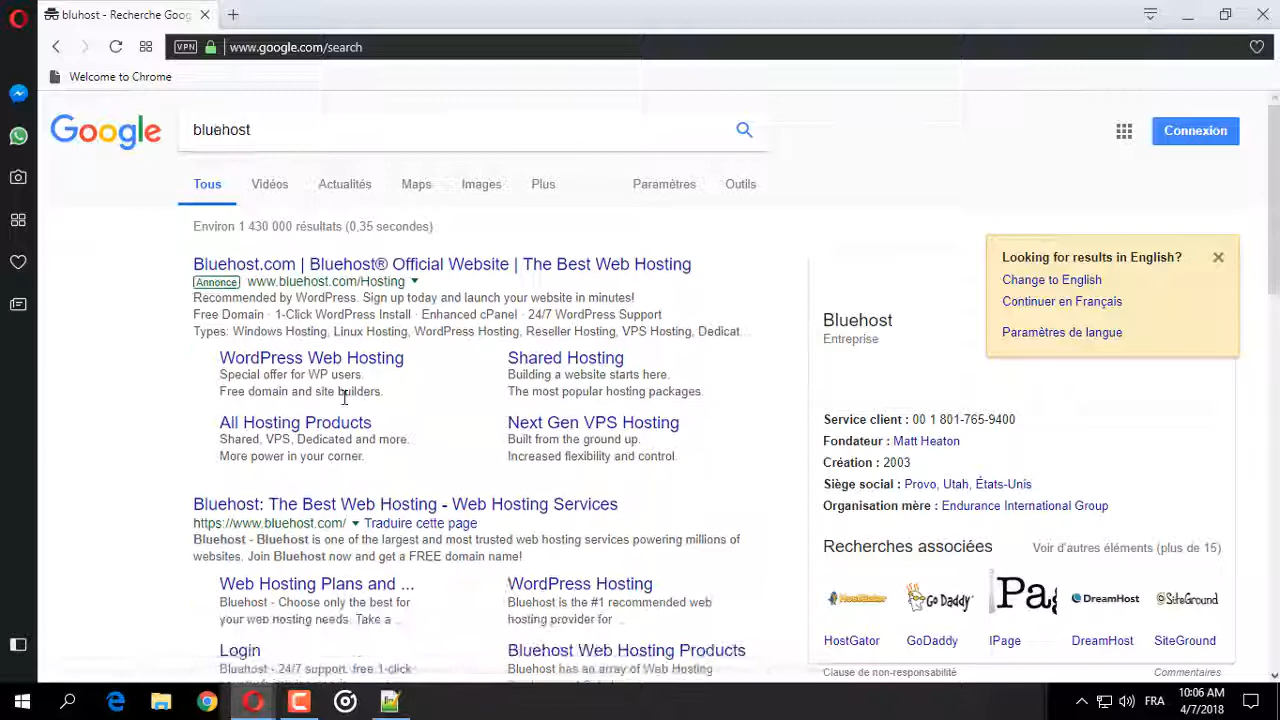 bluhost - Recherche Goog
VPN
www.google.com/search
Welcome to Chrome
Google
bluehost
Connexion
Tous
Vidéos
Actualités
Maps
Images
Plus
Paramètres
Outils
Environ 1 430 000 résultats (0,35 secondes)
Bluehost.com | Bluehost® Official Website | The Best Web Hosting
Annonce www.bluehost.com/Hosting
Recommended by WordPress. Sign up today and launch your website in minutes!
Free Domain · 1-Click WordPress Install · Enhanced cPanel · 24/7 WordPress Support
Types: Windows Hosting, Linux Hosting, WordPress Hosting, Reseller Hosting, VPS Hosting, Dedicat...
WordPress Web Hosting
Special offer for WP users.
Free domain and site builders.
Shared Hosting
Building a website starts here.
The most popular hosting packages.
All Hosting Products
Shared, VPS, Dedicated and more.
More power in your corner.
Next Gen VPS Hosting
Built from the ground up.
Increased flexibility and control.
Bluehost: The Best Web Hosting - Web Hosting Services
https://www.bluehost.com/ Traduire cette page
Bluehost - Bluehost is one of the largest and most trusted web hosting services powering millions of
websites. Join Bluehost now and get a FREE domain name!
Web Hosting Plans and ...
Bluehost - Choose only the best for
your web hosting needs. Take a ...
WordPress Hosting
Bluehost is the #1 recommended web
hosting provider for ...
Login
Bluehost - 24/7 support, free 1-click
Bluehost Web Hosting Products
Bluehost has an array of Web Hosting
Looking for results in English?
Change to English
Continuer en Français
Paramètres de langue
Bluehost
Entreprise
Service client : 00 1 801-765-9400
Fondateur : Matt Heaton
Création : 2003
Siège social : Provo, Utah, États-Unis
Organisation mère : Endurance International Group
Recherches associées
Voir d'autres éléments (plus de 15)
HostGator
GoDaddy
Pag
DreamHost
SiteGround
HostGator
GoDaddy
IPage
DreamHost
SiteGround
Clause de non-responsabilité
Commentaires
FRA
10:06 AM
4/7/2018